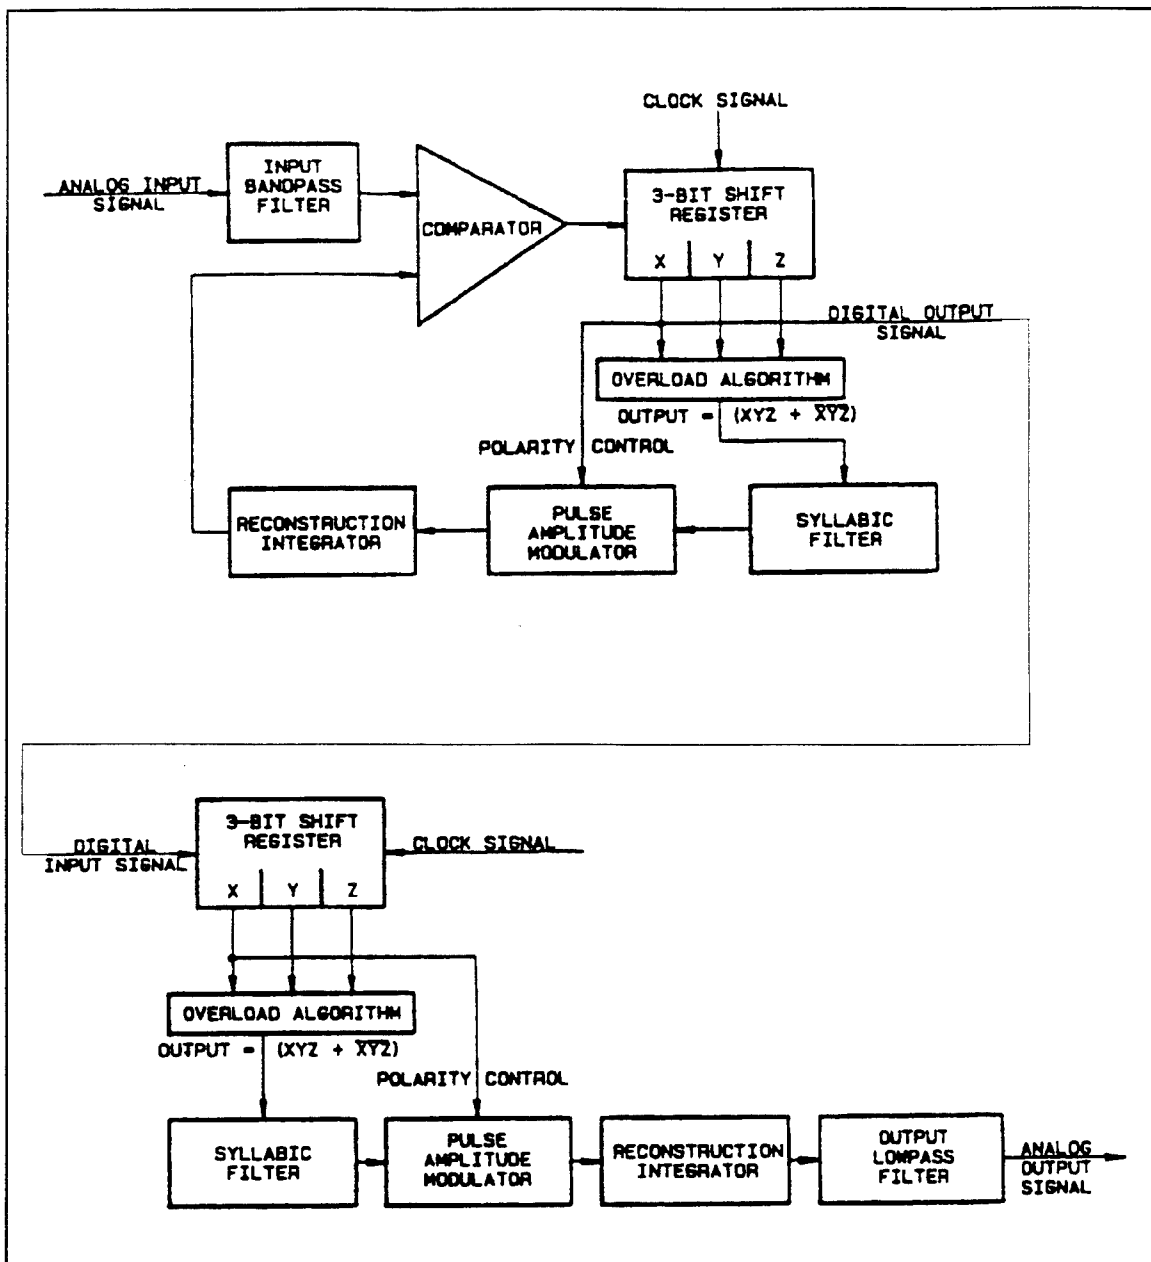 CLOCK SIGNAL
ANALOG INPUT
SIGNAL
INPUT
BANDPASS
FILTER
COMPARATOR
3-BIT SHIFT
REGISTER
X Y Z
DIGITAL OUTPUT
SIGNAL
OVERLOAD ALGORITHM
OUTPUT = (XYZ + X̅Y̅Z̅)
POLARITY CONTROL
RECONSTRUCTION
INTEGRATOR
PULSE
AMPLITUDE
MODULATOR
SYLLABIC
FILTER
3-BIT SHIFT
REGISTER
X Y Z
DIGITAL
INPUT SIGNAL
CLOCK SIGNAL
OVERLOAD ALGORITHM
OUTPUT = (XYZ + X̅Y̅Z̅)
POLARITY CONTROL
SYLLABIC
FILTER
PULSE
AMPLITUDE
MODULATOR
RECONSTRUCTION
INTEGRATOR
OUTPUT
LOWPASS
FILTER
ANALOG
OUTPUT
SIGNAL